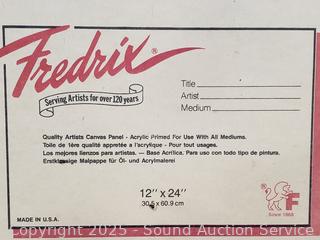 Fredrix®
Serving Artists for over 120 years
Title
Artist
Medium
Quality Artists Canvas Panel - Acrylic Primed For Use With All Mediums.
Toile de 1ère qualité appretée a l'acrylique - Pour tout usages.
Los mejores lienzos para artistas. — Base Acrílica. Para uso con todo tipo de pintura.
Erstklassige Malpappe für Öl- und Acrylmalerei
12" x 24"
30.5 x 60.9 cm
® F
Since 1868
MADE IN U.S.A.
Copyright 2025 - Sound Auction Service